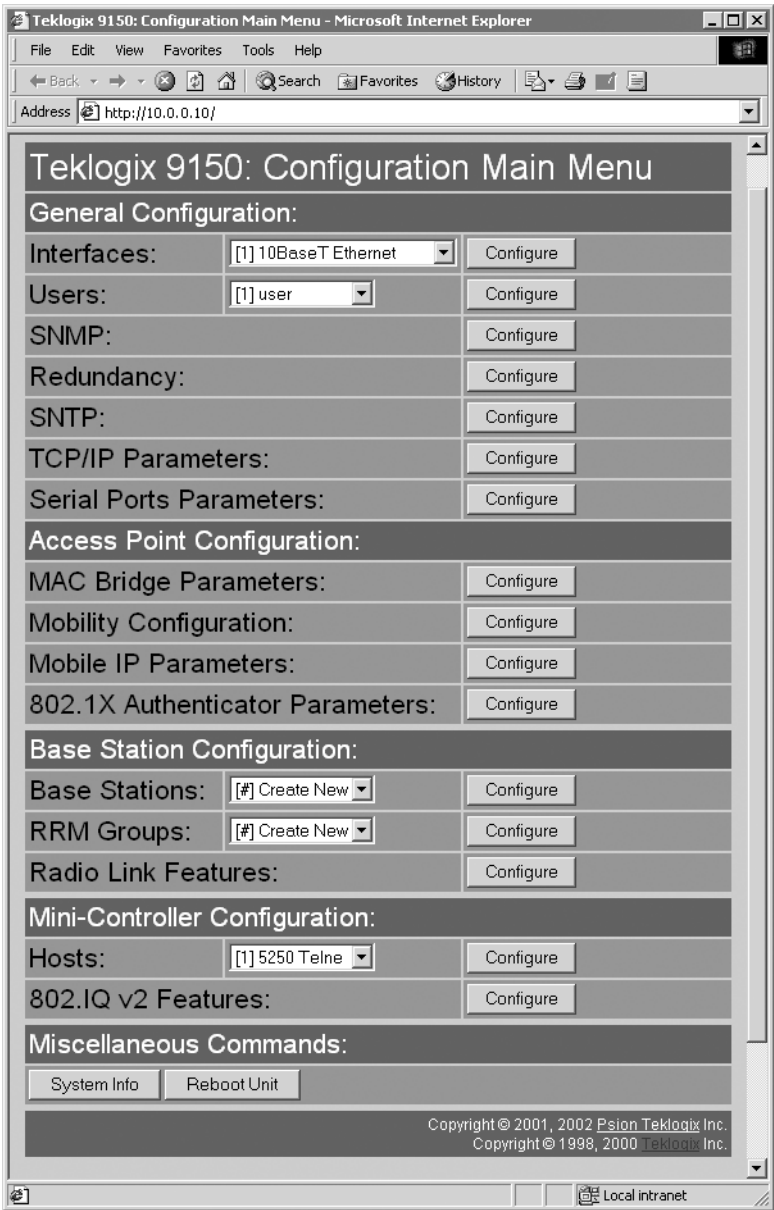 Teklogix 9150: Configuration Main Menu - Microsoft Internet Explorer
File Edit View Favorites Tools Help
Back Search Favorites History
Address http://10.0.0.10/
Teklogix 9150: Configuration Main Menu
General Configuration:
Interfaces: [1] 10BaseT Ethernet Configure
Users: [1] user Configure
SNMP: Configure
Redundancy: Configure
SNTP: Configure
TCP/IP Parameters: Configure
Serial Ports Parameters: Configure
Access Point Configuration:
MAC Bridge Parameters: Configure
Mobility Configuration: Configure
Mobile IP Parameters: Configure
802.1X Authenticator Parameters: Configure
Base Station Configuration:
Base Stations: [#] Create New Configure
RRM Groups: [#] Create New Configure
Radio Link Features: Configure
Mini-Controller Configuration:
Hosts: [1] 5250 Telne Configure
802.IQ v2 Features: Configure
Miscellaneous Commands:
System Info Reboot Unit
Copyright © 2001, 2002 Psion Teklogix Inc.
Copyright © 1998, 2000 Teklogix Inc.
Local intranet